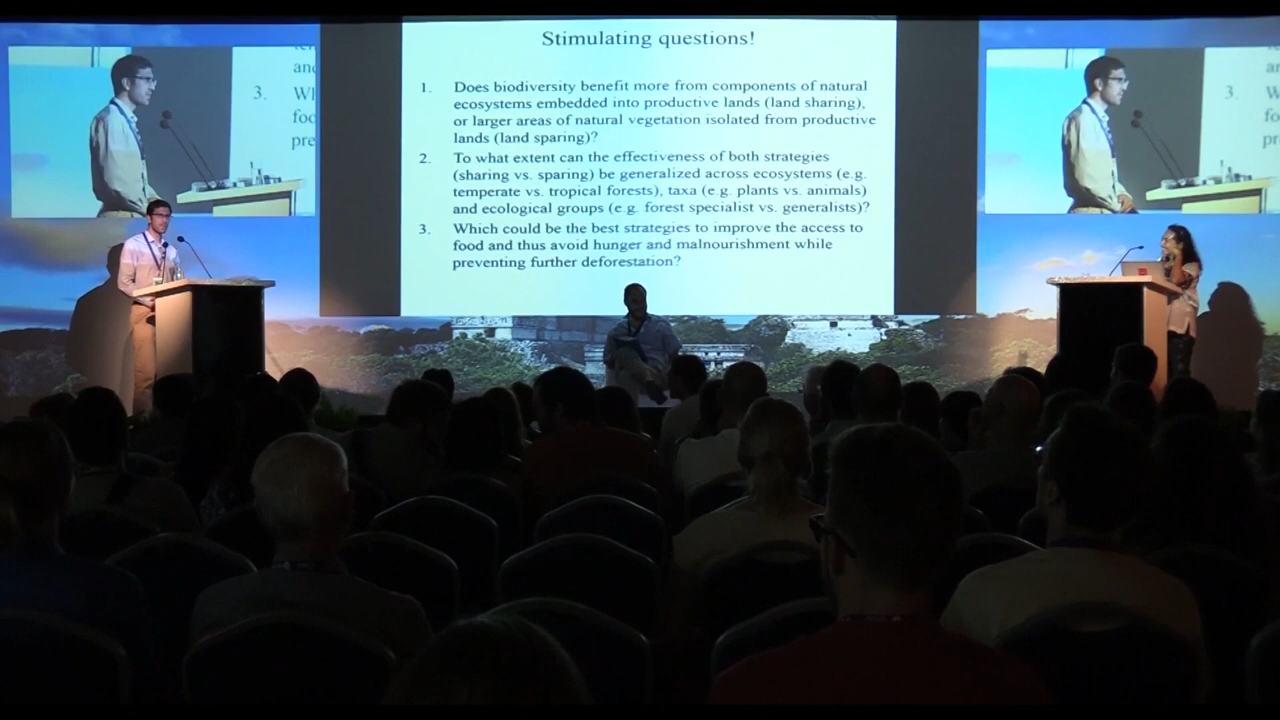 Stimulating questions!
1. Does biodiversity benefit more from components of natural
ecosystems embedded into productive lands (land sharing),
or larger areas of natural vegetation isolated from productive
lands (land sparing)?
2. To what extent can the effectiveness of both strategies
(sharing vs. sparing) be generalized across ecosystems (e.g.
temperate vs. tropical forests), taxa (e.g. plants vs. animals)
and ecological groups (e.g. forest specialist vs. generalists)?
3. Which could be the best strategies to improve the access to
food and thus avoid hunger and malnourishment while
preventing further deforestation?